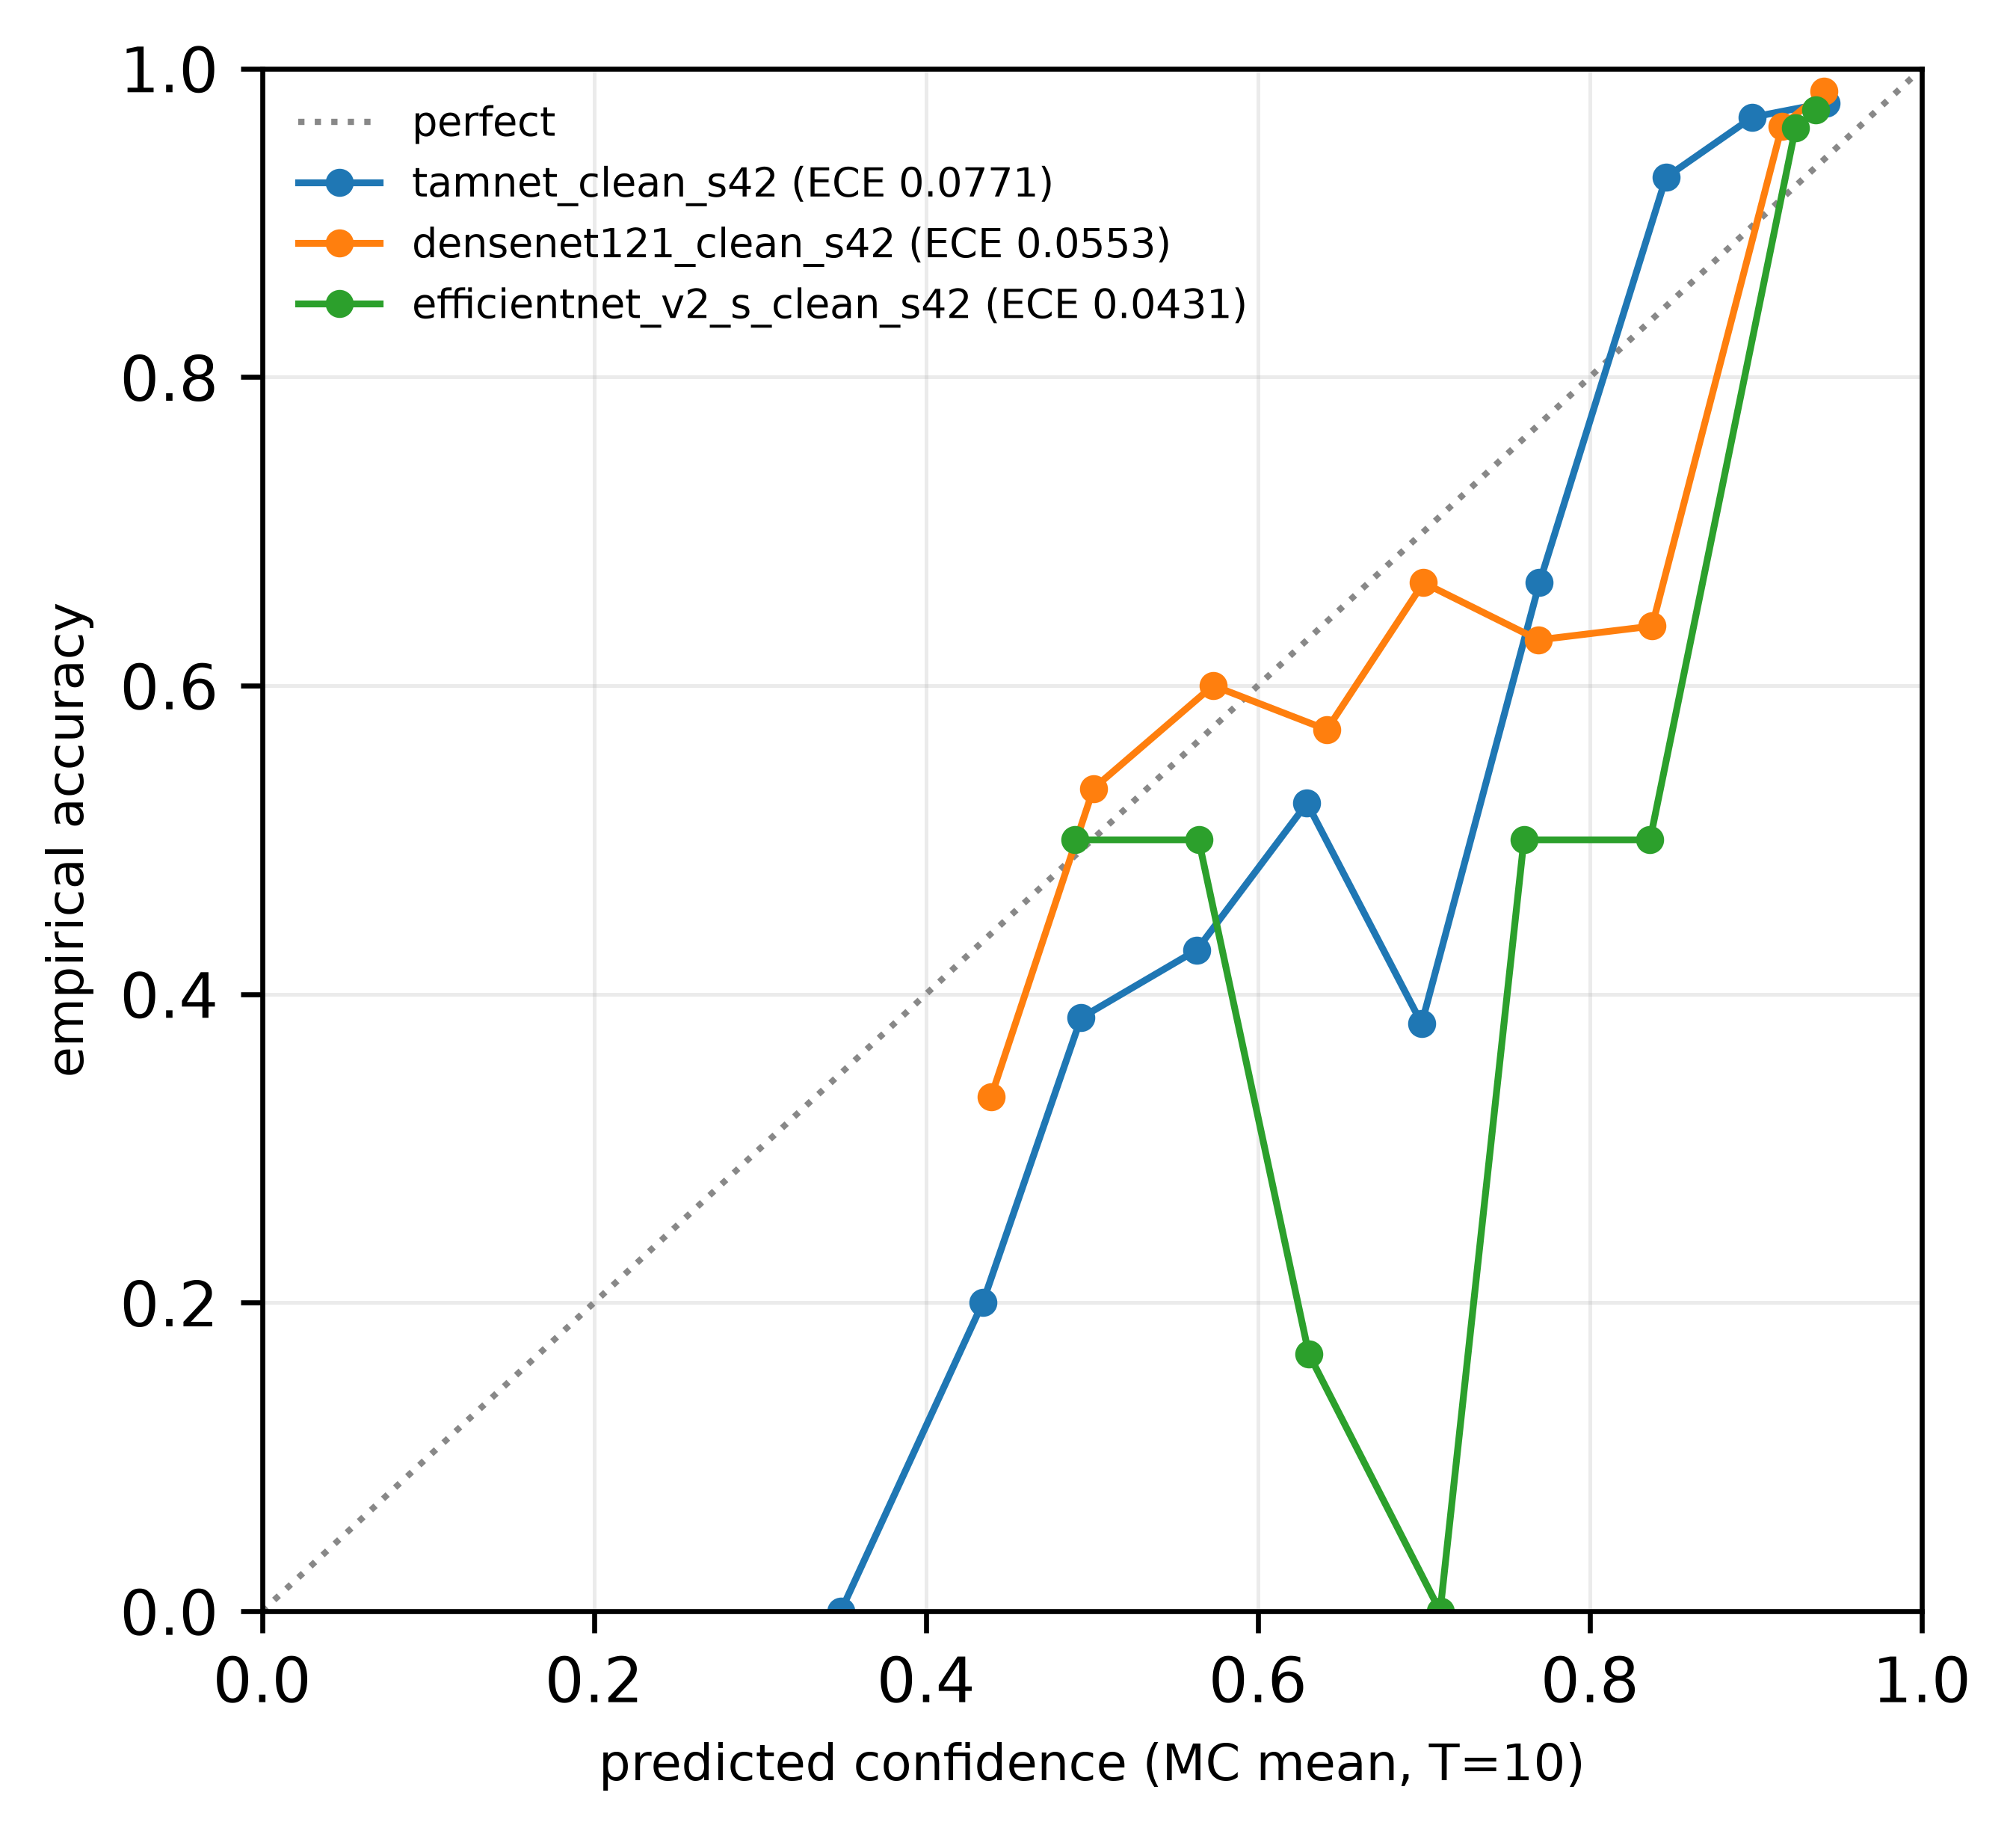 1.0
0.8
0.6
0.4
0.2
0.0
empirical accuracy
perfect
tamnet_clean_s42 (ECE 0.0771)
densenet121_clean_s42 (ECE 0.0553)
efficientnet_v2_s_clean_s42 (ECE 0.0431)
0.0 0.2 0.4 0.6 0.8 1.0
predicted confidence (MC mean, T=10)